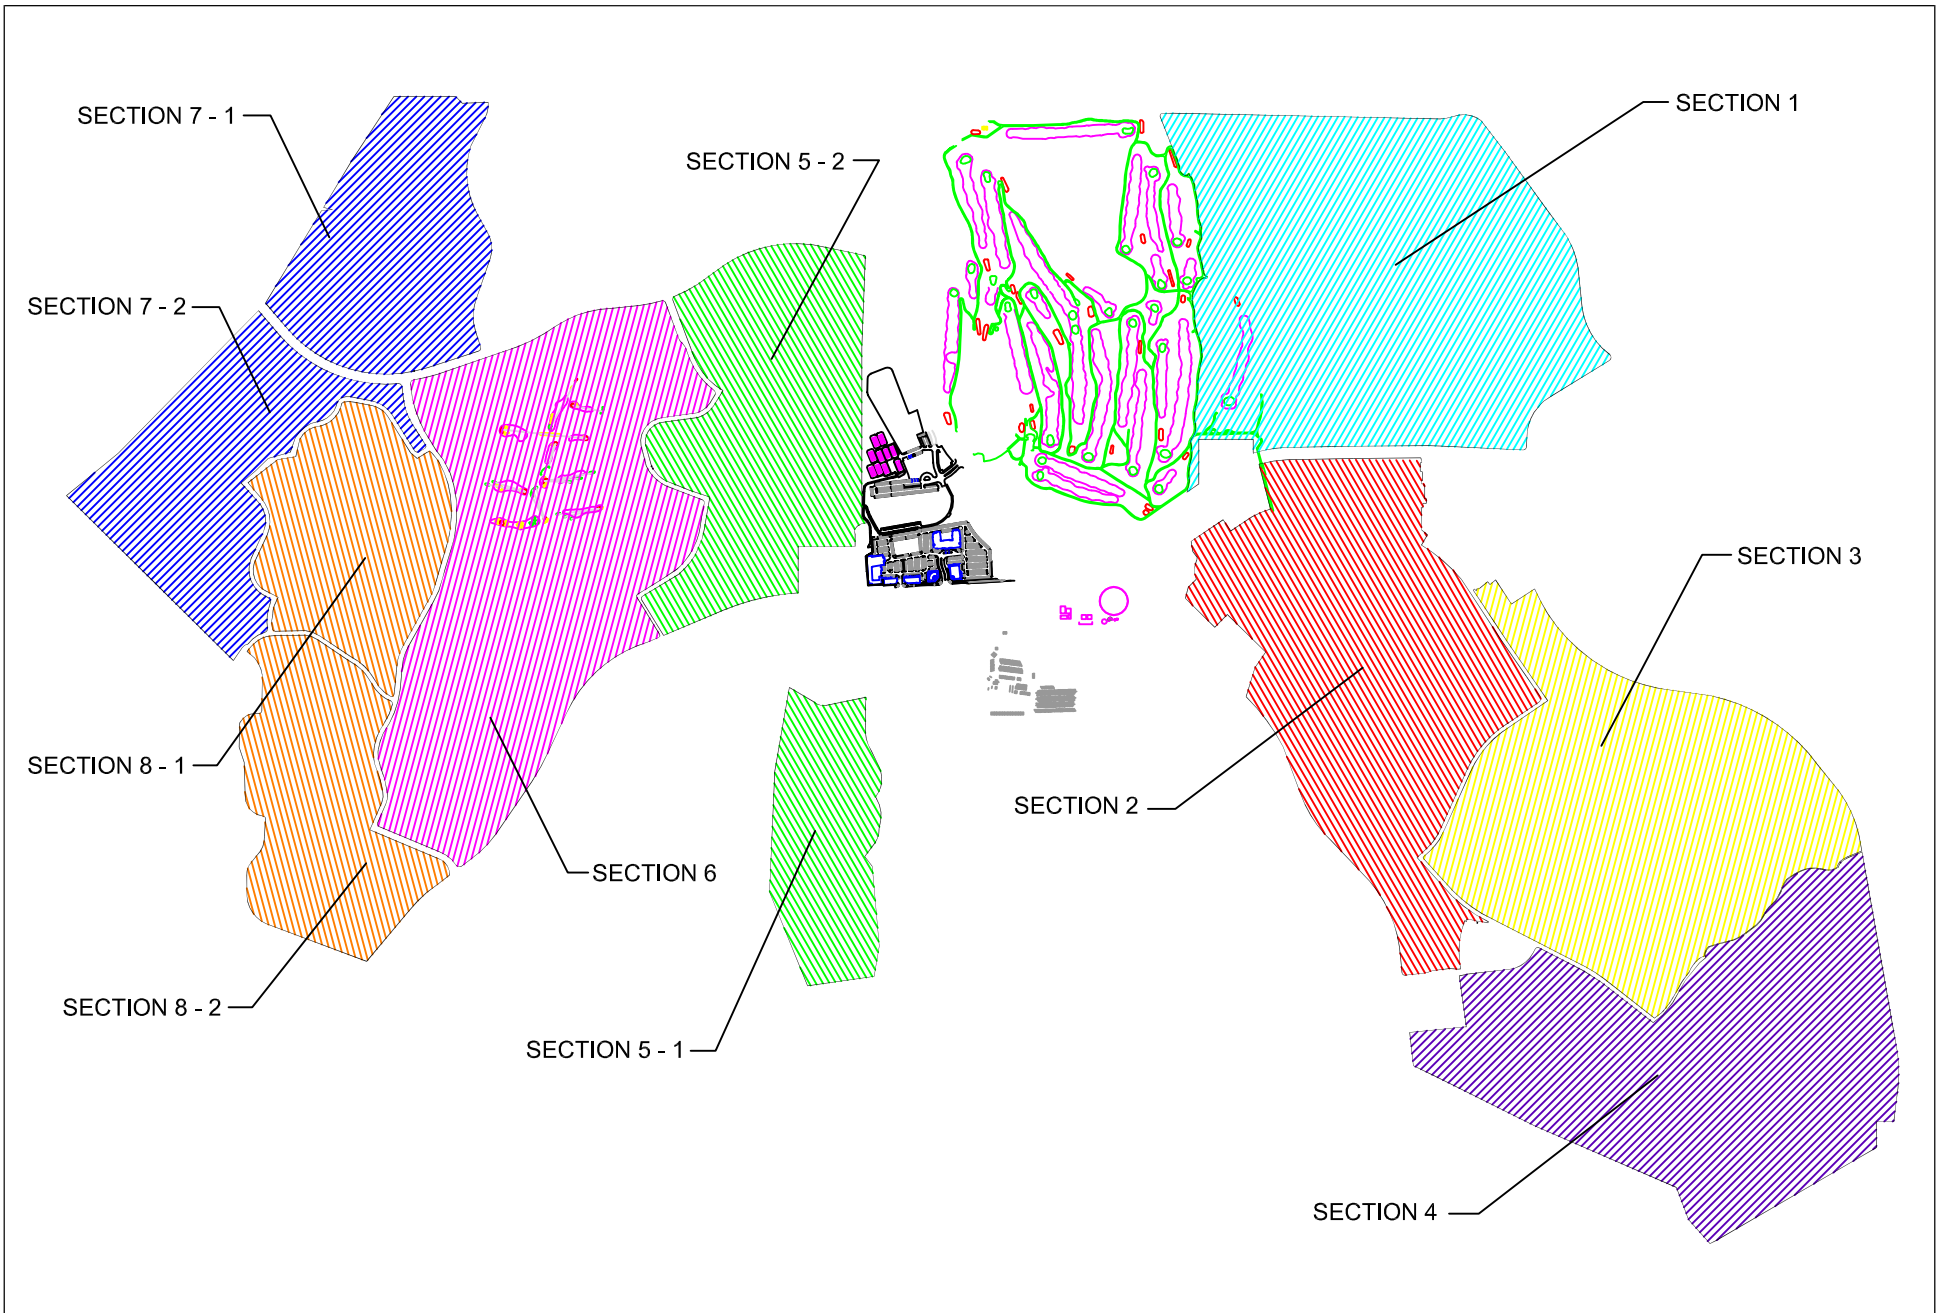 SECTION 1
SECTION 7 - 1
SECTION 5 - 2
SECTION 7 - 2
SECTION 3
SECTION 8 - 1
SECTION 2
SECTION 6
SECTION 8 - 2
SECTION 5 - 1
SECTION 4